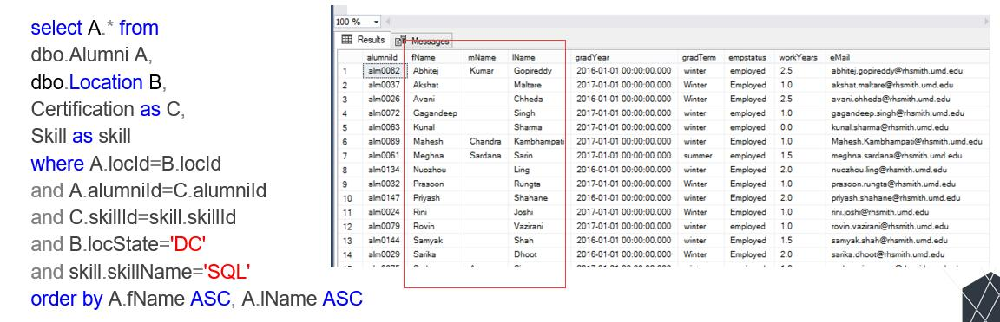 select A.* from
dbo.Alumni A,
dbo.Location B,
Certification as C,
Skill as skill
where A.locId=B.locId
and A.alumniId=C.alumniId
and C.skillId=skill.skillId
and B.locState='DC'
and skill.skillName='SQL'
order by A.fName ASC, A.lName ASC
100 %
Results Messages
alumniId fName mName lName gradYear gradTerm empstatus workYears eMail
1 alm0082 Abhitej Kumar Gopireddy 2016-01-01 00:00:00.000 winter employed 2.5 abhitej.gopireddy@rhsmith.umd.edu
2 alm0037 Akshat Maltare 2017-01-01 00:00:00.000 Winter Employed 1.0 akshat.maltare@rhsmith.umd.edu
3 alm0026 Avani Chheda 2016-01-01 00:00:00.000 Winter Employed 2.5 avani.chheda@rhsmith.umd.edu
4 alm0072 Gagandeep Singh 2017-01-01 00:00:00.000 winter employed 1.0 gagandeep.singh@rhsmith.umd.edu
5 alm0063 Kunal Sharma 2017-01-01 00:00:00.000 winter employed 0.0 kunal.sharma@rhsmith.umd.edu
6 alm0089 Mahesh Chandra Kambhampati 2017-01-01 00:00:00.000 winter Employed 1.0 Mahesh.Kambhampati@rhsmith.umd.edu
7 alm0061 Meghna Sardana Sarin 2017-01-01 00:00:00.000 summer employed 1.5 meghna.sardana@rhsmith.umd.edu
8 alm0134 Nuozhou Ling 2016-01-01 00:00:00.000 winter Employed 2.0 nuozhou.ling@rhsmith.umd.edu
9 alm0032 Prasoon Rungta 2017-01-01 00:00:00.000 Winter Employed 1.0 prasoon.rungta@rhsmith.umd.edu
10 alm0147 Priyash Shahane 2016-01-01 00:00:00.000 winter Employed 2.0 priyash.shahane@rhsmith.umd.edu
11 alm0024 Rini Joshi 2017-01-01 00:00:00.000 Winter Employed 1.0 rini.joshi@rhsmith.umd.edu
12 alm0079 Rovin Vazirani 2017-01-01 00:00:00.000 winter employed 1.0 rovin.vazirani@rhsmith.umd.edu
13 alm0144 Samyak Shah 2016-01-01 00:00:00.000 winter Employed 1.5 samyak.shah@rhsmith.umd.edu
14 alm0029 Sarika Dhoot 2016-01-01 00:00:00.000 Winter Employed 2.0 sarika.dhoot@rhsmith.umd.edu